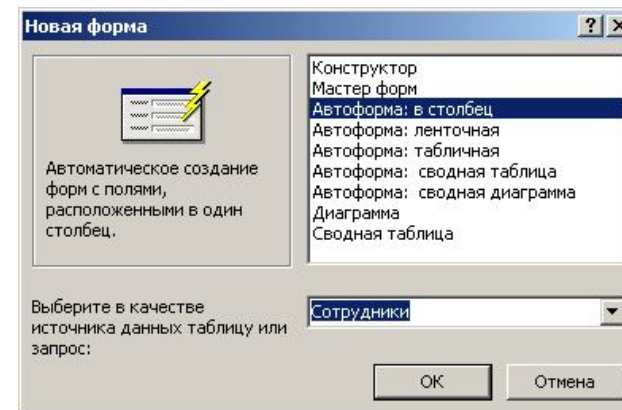 Новая форма
Конструктор
Мастер форм
Автоформа: в столбец
Автоформа: ленточная
Автоформа: табличная
Автоформа: сводная таблица
Автоформа: сводная диаграмма
Диаграмма
Сводная таблица
Автоматическое создание
форм с полями,
расположенными в один
столбец.
Выберите в качестве
источника данных таблицу или
запрос:
Сотрудники
ОК
Отмена